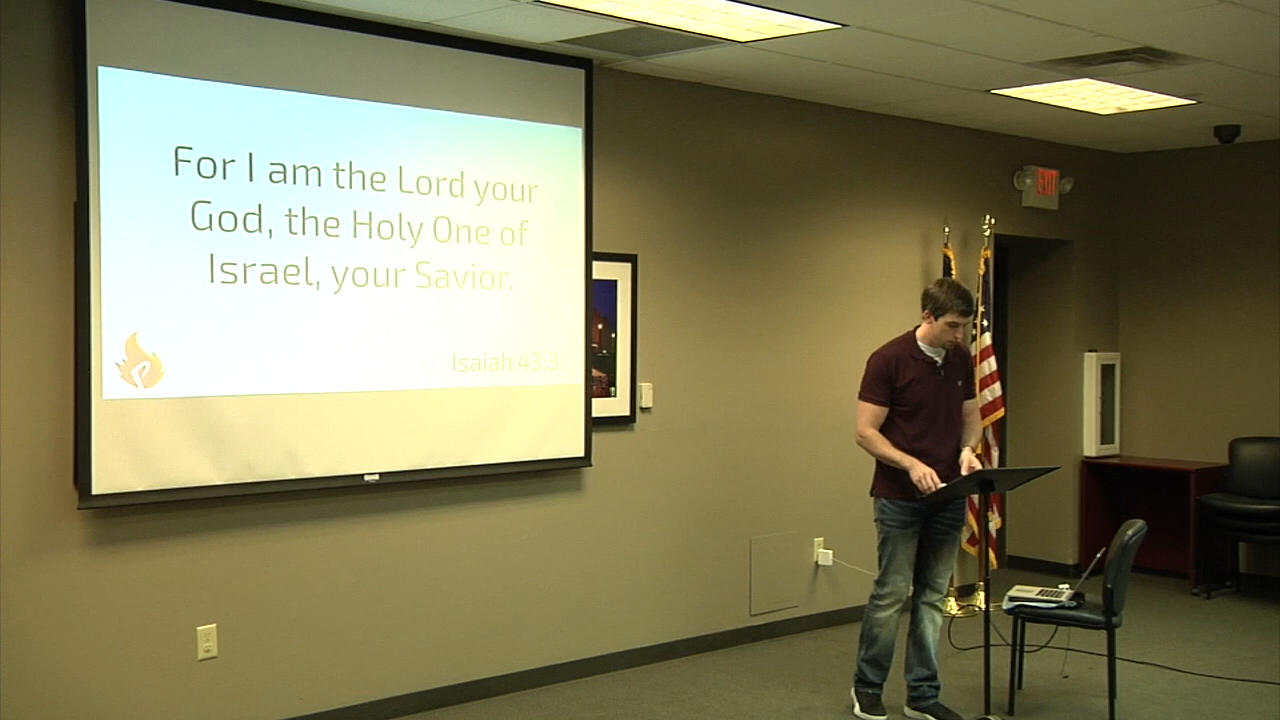 For I am the Lord your
God, the Holy One of
Israel, your Savior.
Isaiah 43:3
P
EXIT